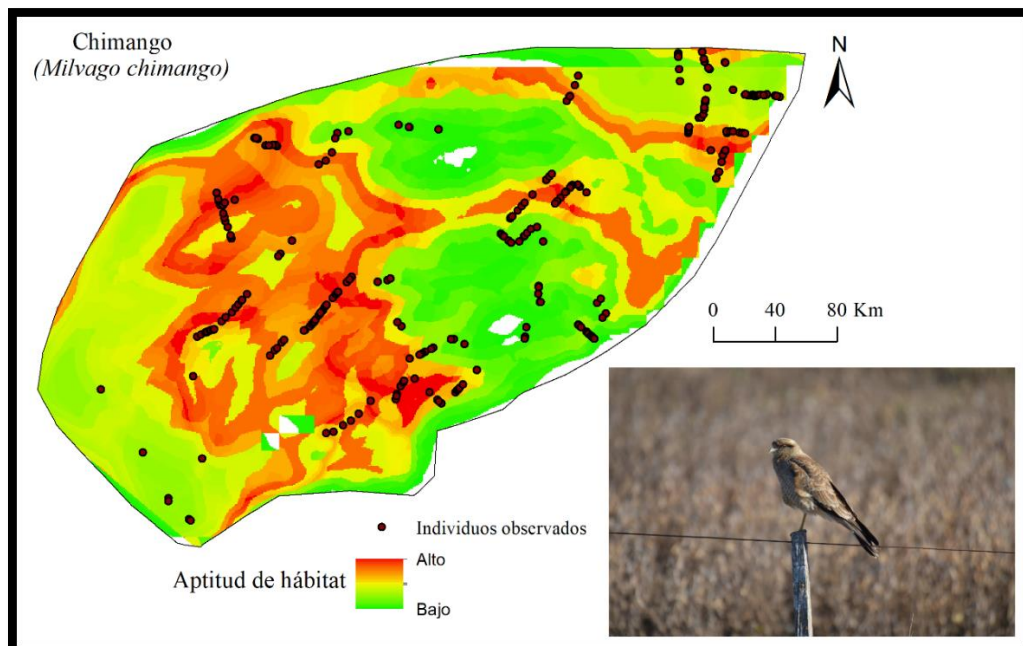 Chimango
(Milvago chimango)
N
0 40 80 Km
Individuos observados
Aptitud de hábitat
Alto
Bajo